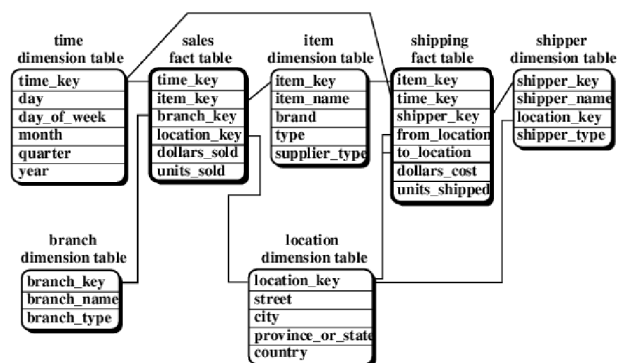 time
dimension table
time_key
day
day_of_week
month
quarter
year
sales
fact table
time_key
item_key
branch_key
location_key
dollars_sold
units_sold
item
dimension table
item_key
item_name
brand
type
supplier_type
shipping
fact table
item_key
time_key
shipper_key
from_location
to_location
dollars_cost
units_shipped
shipper
dimension table
shipper_key
shipper_name
location_key
shipper_type
branch
dimension table
branch_key
branch_name
branch_type
location
dimension table
location_key
street
city
province_or_state
country